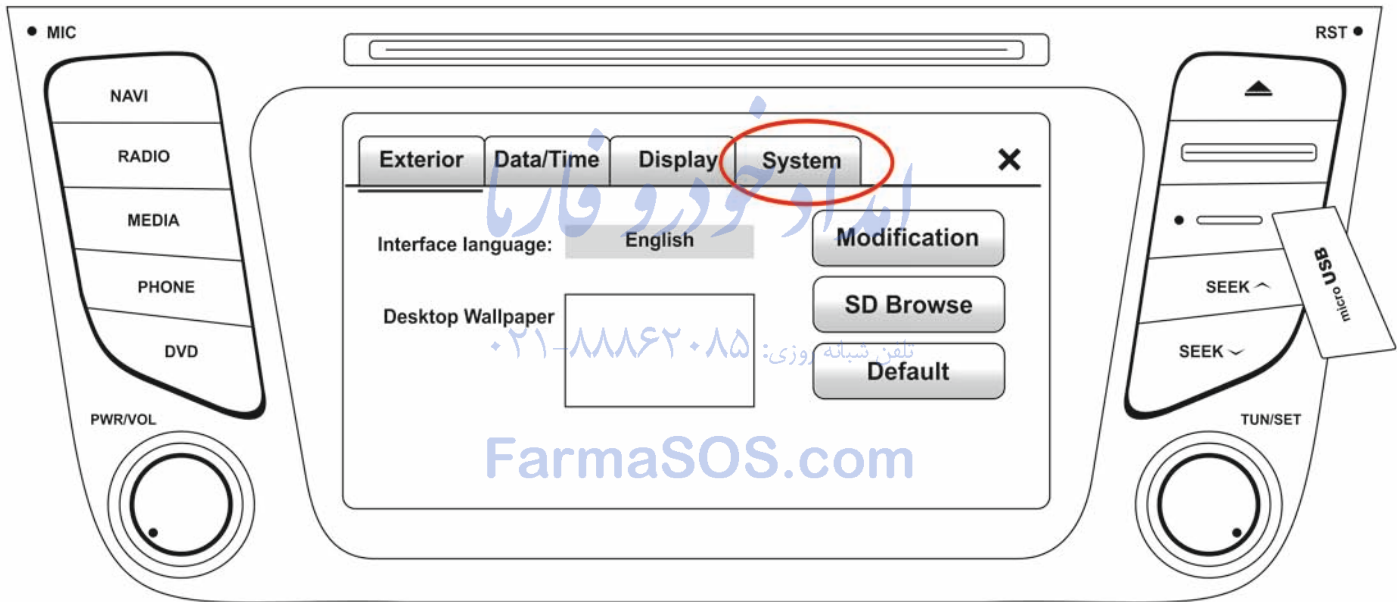 MIC
RST
NAVI
RADIO
MEDIA
PHONE
DVD
PWR/VOL
Exterior Data/Time Display System
امداد خودرو فارما
Interface language: English
Modification
Desktop Wallpaper
SD Browse
تلفن شبانه روزی: ۰۲۱-۸۸۸۶۲۰۸۵
Default
FarmaSOS.com
SEEK
SEEK
micro USB
TUN/SET